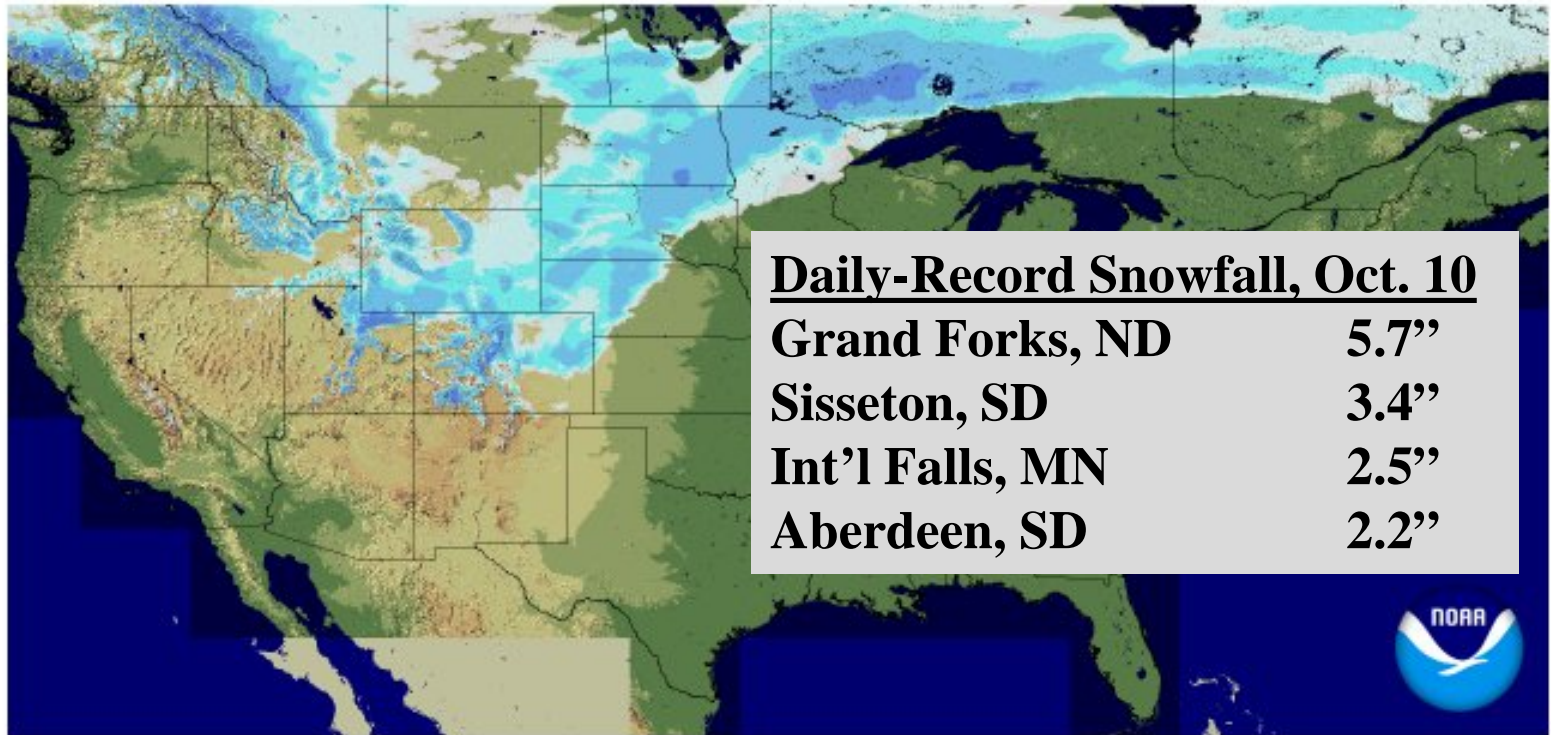 Daily-Record Snowfall, Oct. 10
Grand Forks, ND 5.7”
Sisseton, SD 3.4”
Int’l Falls, MN 2.5”
Aberdeen, SD 2.2”
NOAA